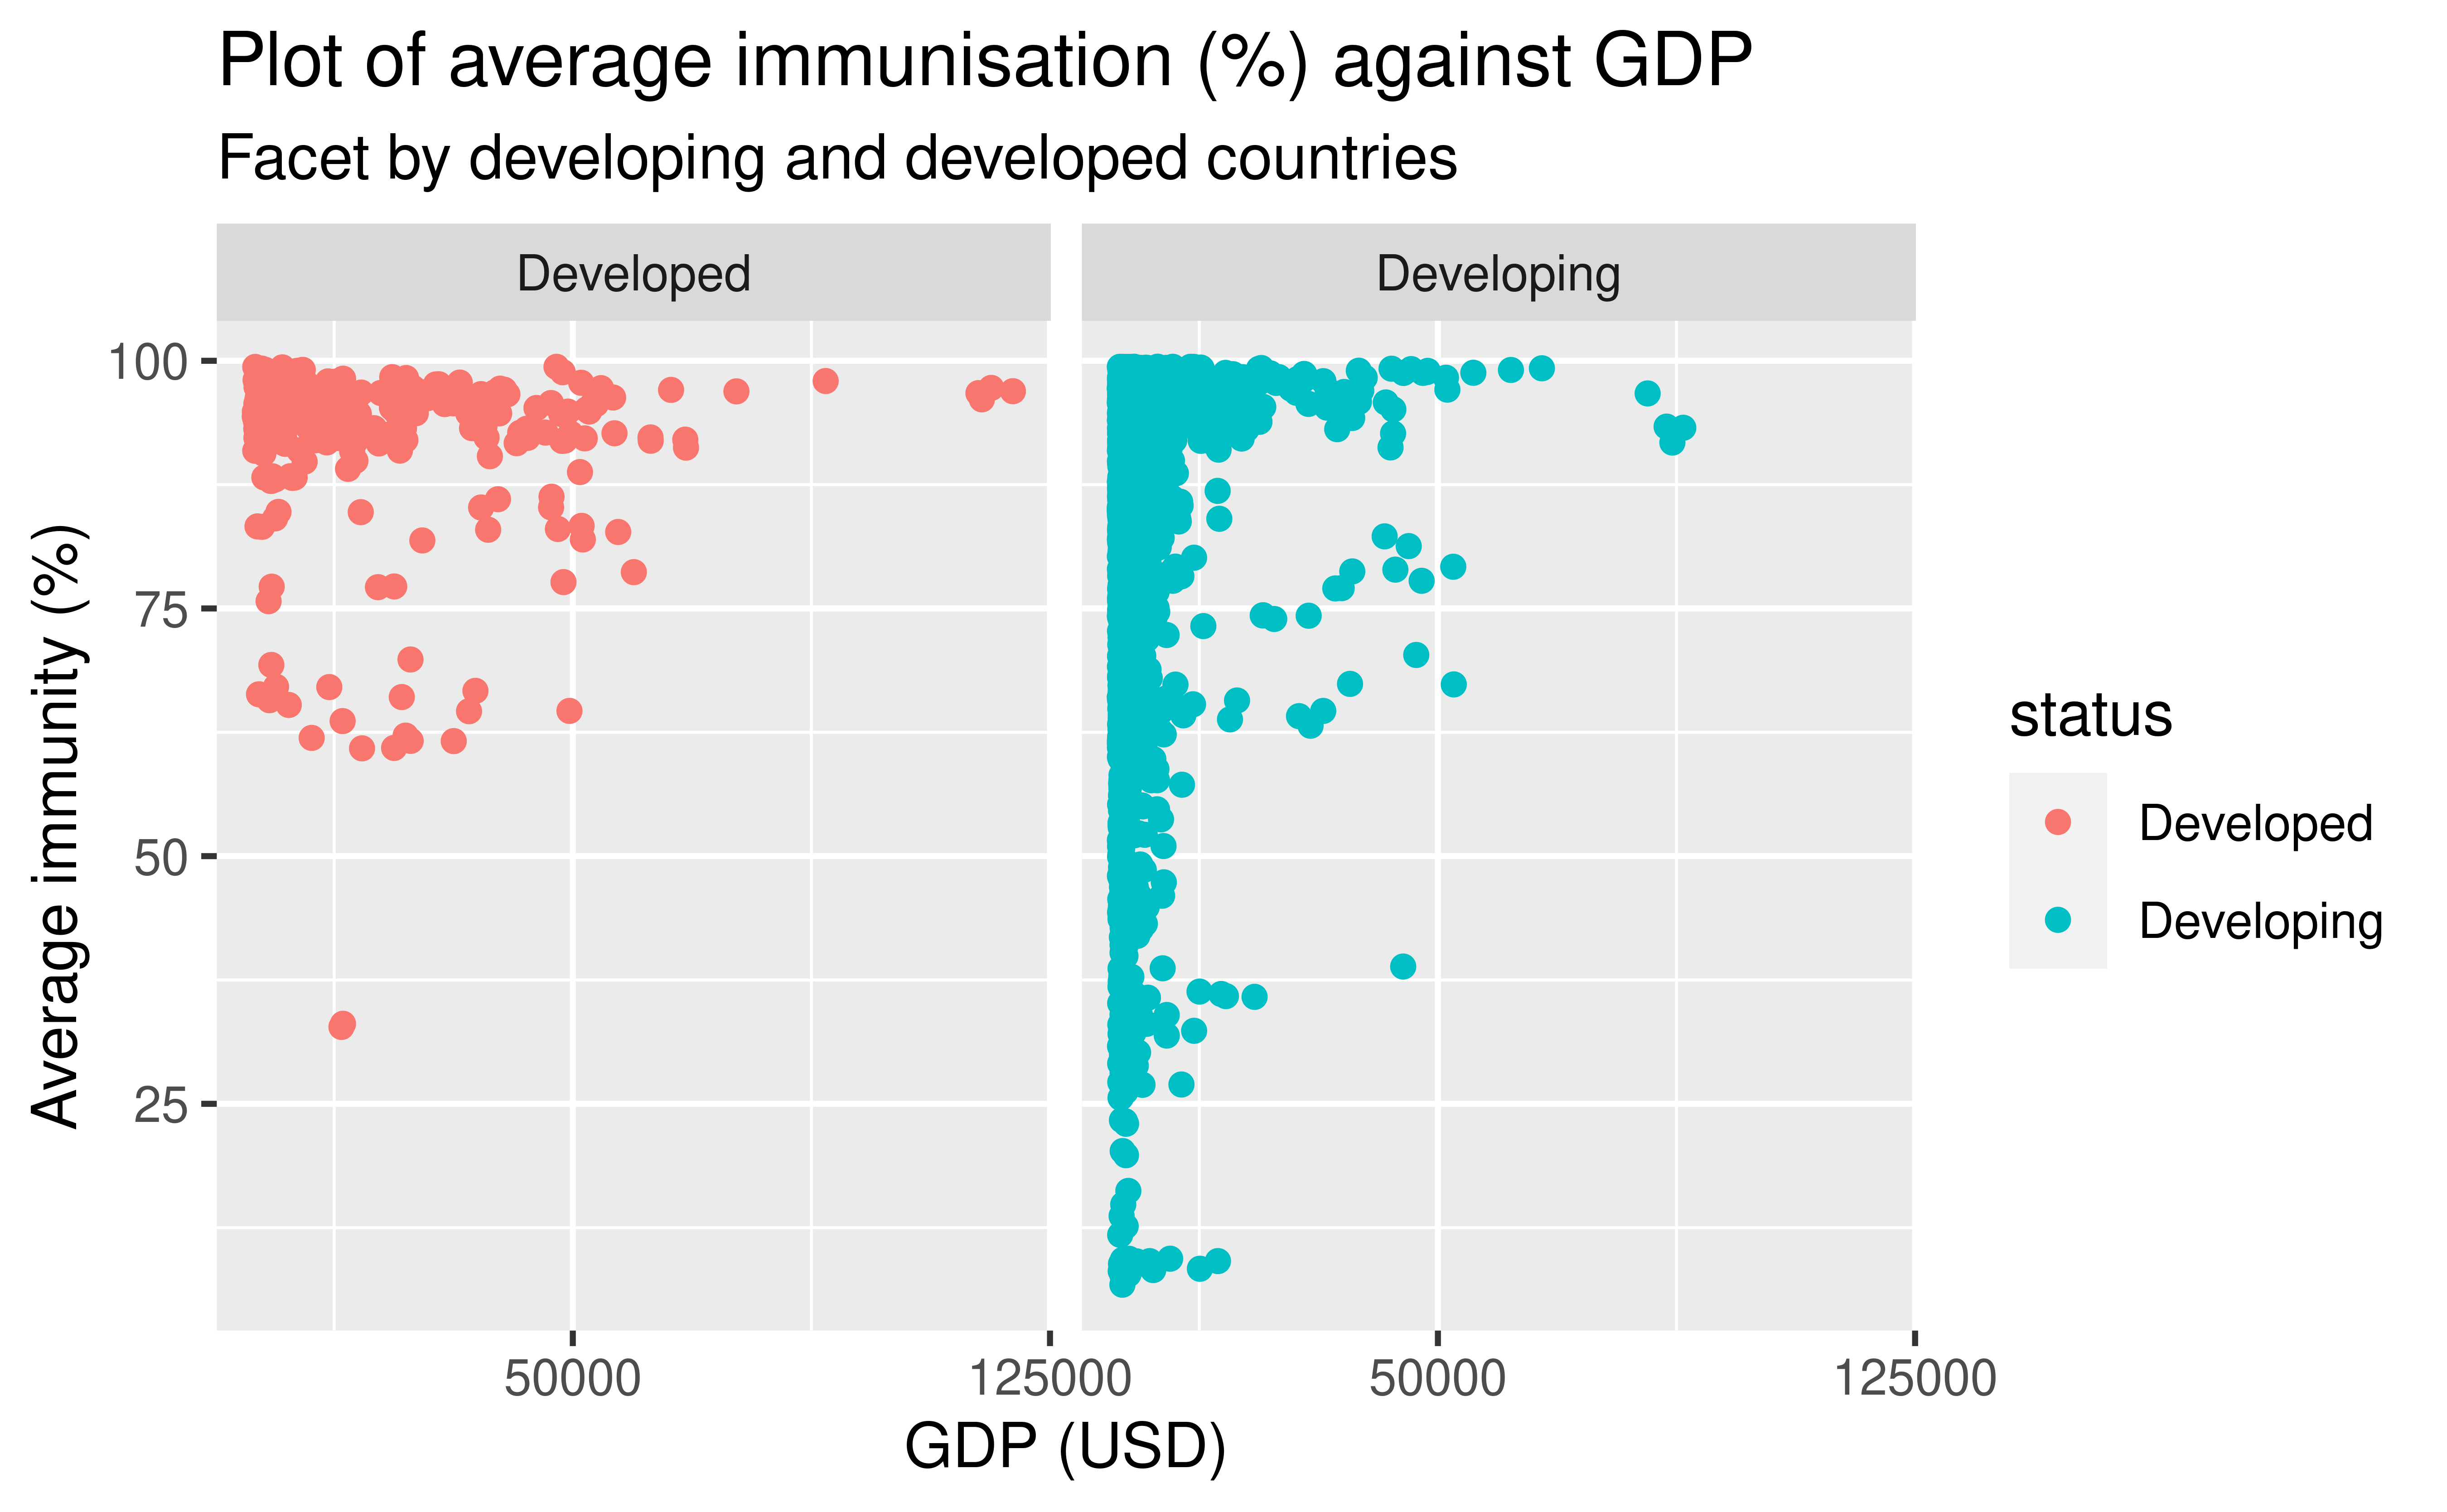 Plot of average immunisation (%) against GDP
Facet by developing and developed countries
Developed
Developing
100
75
50
25
Average immunity (%)
50000
125000
50000
125000
GDP (USD)
status
Developed
Developing